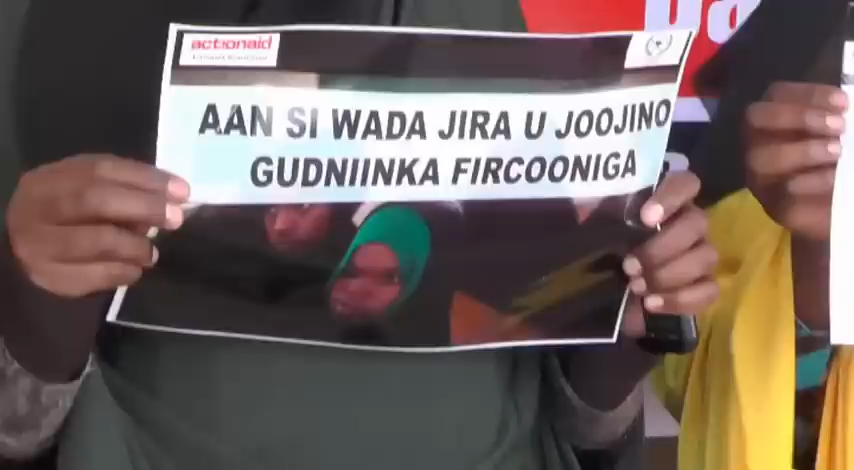 actionaid
AAN SI WADA JIRA U JOOJINO
GUDNIINKA FIRCOONIGA